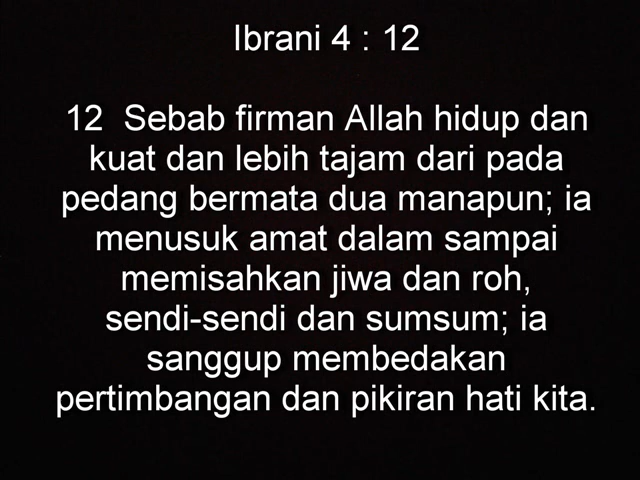 Ibrani 4 : 12
12 Sebab firman Allah hidup dan
kuat dan lebih tajam dari pada
pedang bermata dua manapun; ia
menusuk amat dalam sampai
memisahkan jiwa dan roh,
sendi-sendi dan sumsum; ia
sanggup membedakan
pertimbangan dan pikiran hati kita.